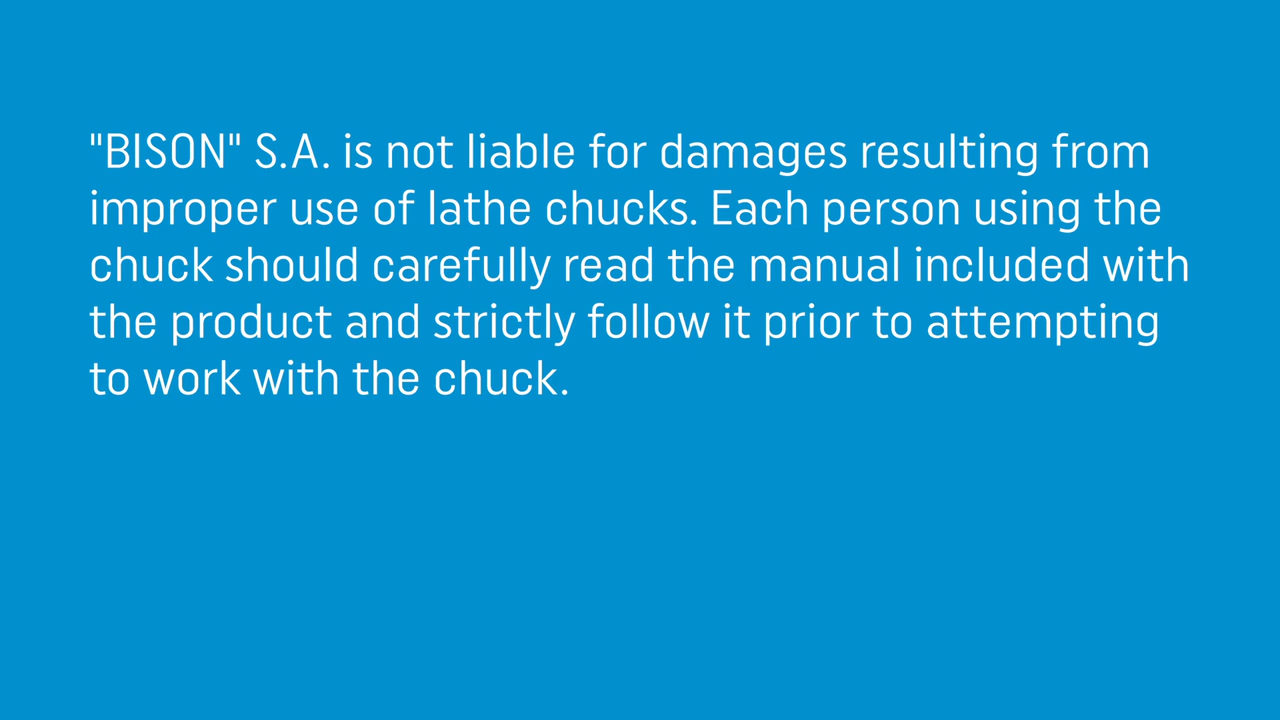 "BISON" S.A. is not liable for damages resulting from
improper use of lathe chucks. Each person using the
chuck should carefully read the manual included with
the product and strictly follow it prior to attempting
to work with the chuck.